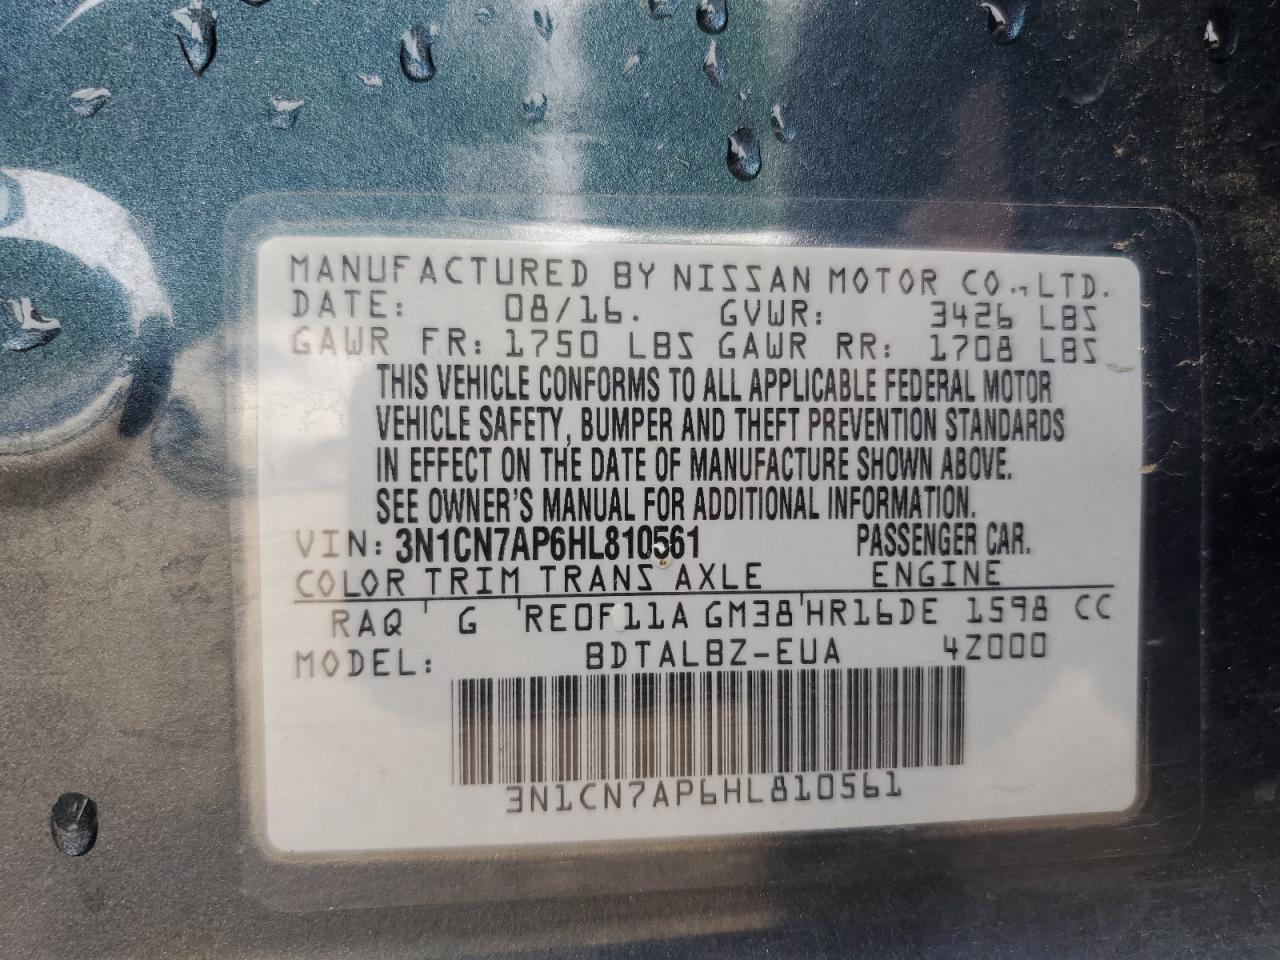 MANUFACTURED BY NISSAN MOTOR CO.,LTD.
DATE: 08/16. GVWR: 3426 LBS
GAWR FR: 1750 LBS GAWR RR: 1708 LBS
THIS VEHICLE CONFORMS TO ALL APPLICABLE FEDERAL MOTOR
VEHICLE SAFETY, BUMPER AND THEFT PREVENTION STANDARDS
IN EFFECT ON THE DATE OF MANUFACTURE SHOWN ABOVE.
SEE OWNER'S MANUAL FOR ADDITIONAL INFORMATION.
VIN: 3N1CN7AP6HL810561 PASSENGER CAR.
COLOR TRIM TRANS AXLE ENGINE
RAQ G RE0F11A GM38 HR16DE 1598 CC
MODEL: BDTALBZ-EUA 4Z000
3N1CN7AP6HL810561